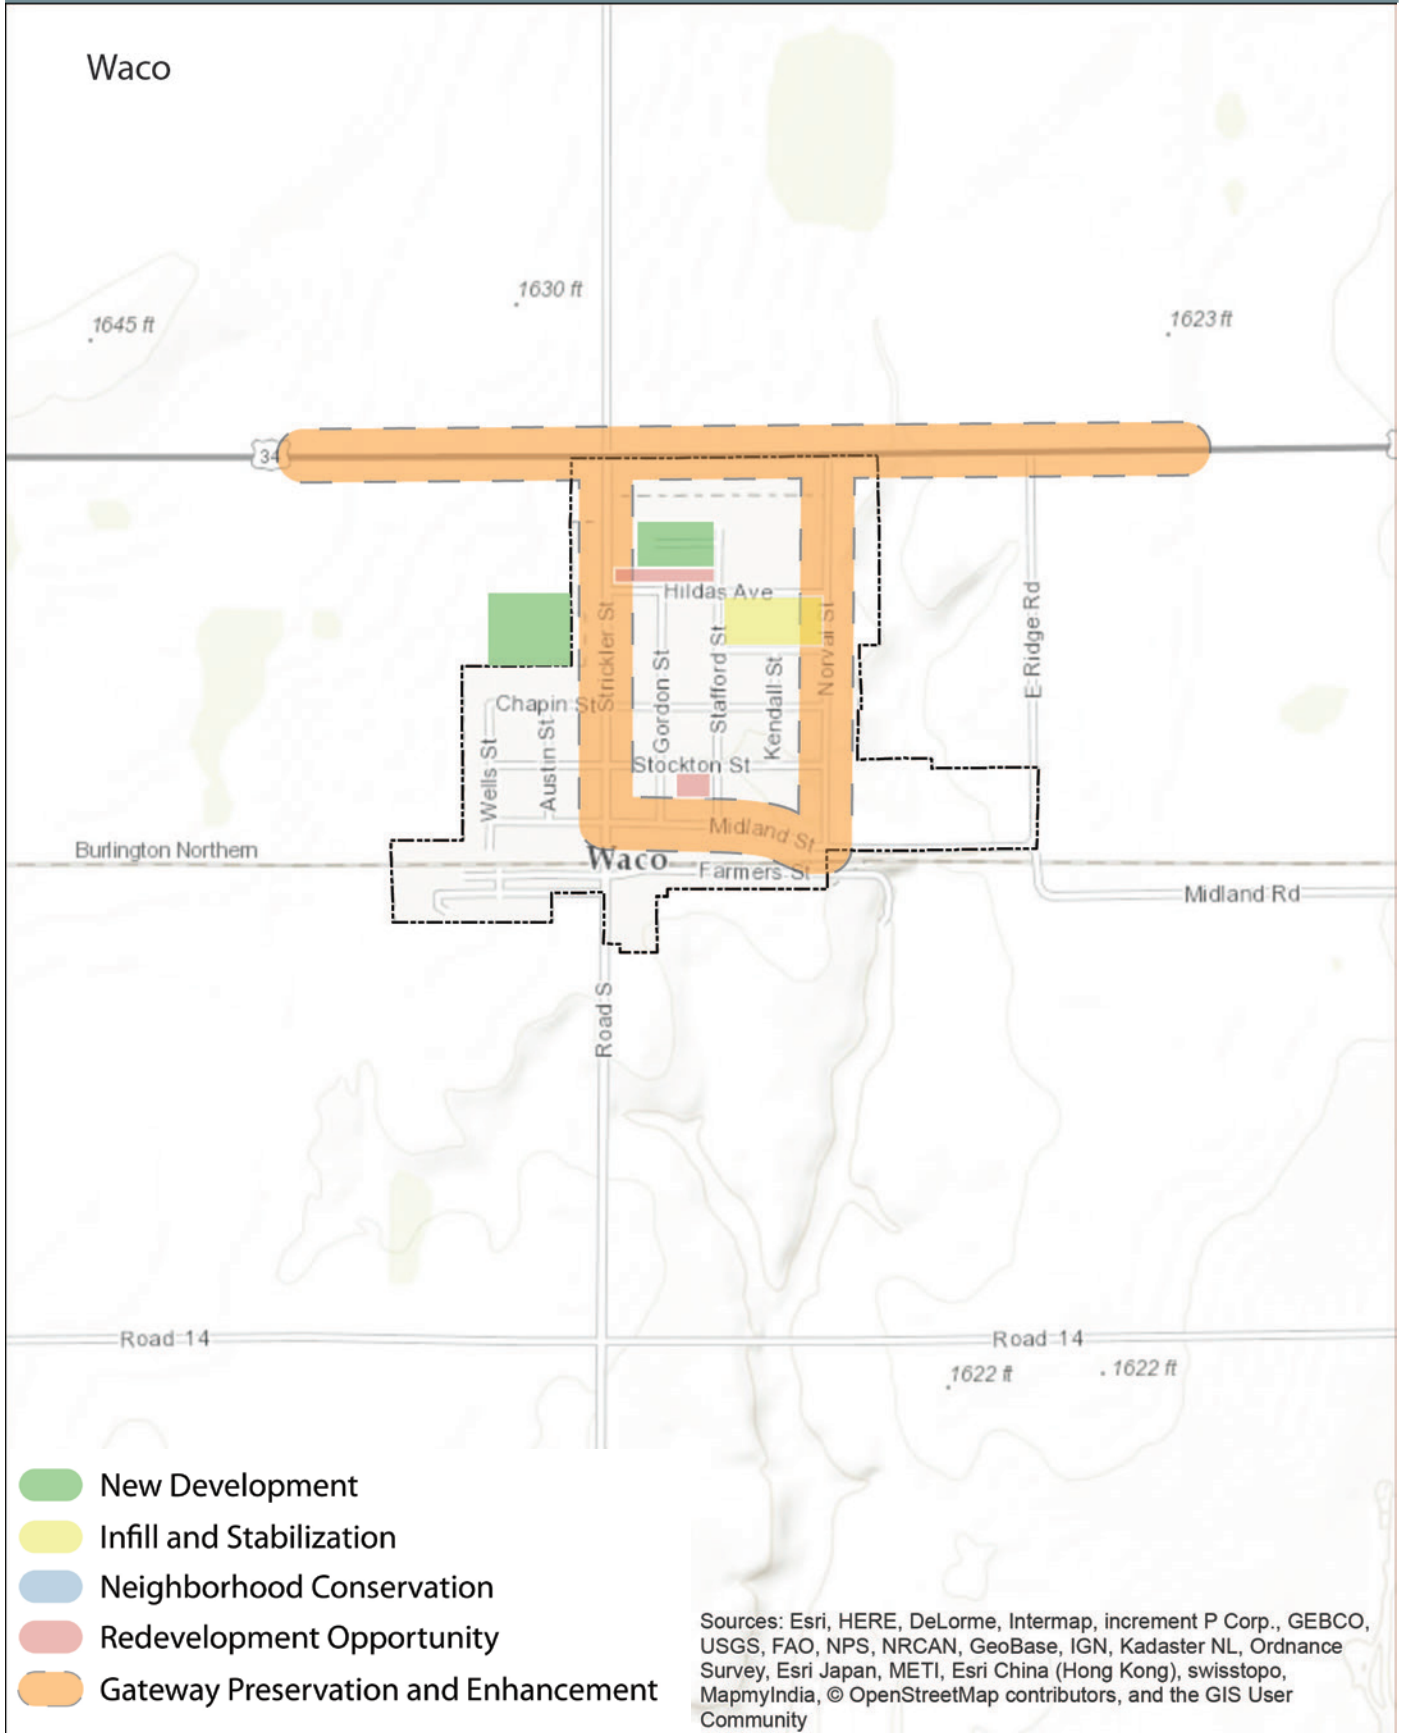 Waco
1630 ft
1645 ft
1623 ft
34
Hildas Ave
Strickler St
Gordon St
Stafford St
Kendall St
Norval St
E Ridge Rd
Chapin St
Wells St
Austin St
Stockton St
Midland St
Burlington Northern
Waco
Farmers St
Midland Rd
Road S
Road 14
Road 14
1622 ft
1622 ft
New Development
Infill and Stabilization
Neighborhood Conservation
Redevelopment Opportunity
Gateway Preservation and Enhancement
Sources: Esri, HERE, DeLorme, Intermap, increment P Corp., GEBCO,
USGS, FAO, NPS, NRCAN, GeoBase, IGN, Kadaster NL, Ordnance
Survey, Esri Japan, METI, Esri China (Hong Kong), swisstopo,
MapmyIndia, © OpenStreetMap contributors, and the GIS User
Community